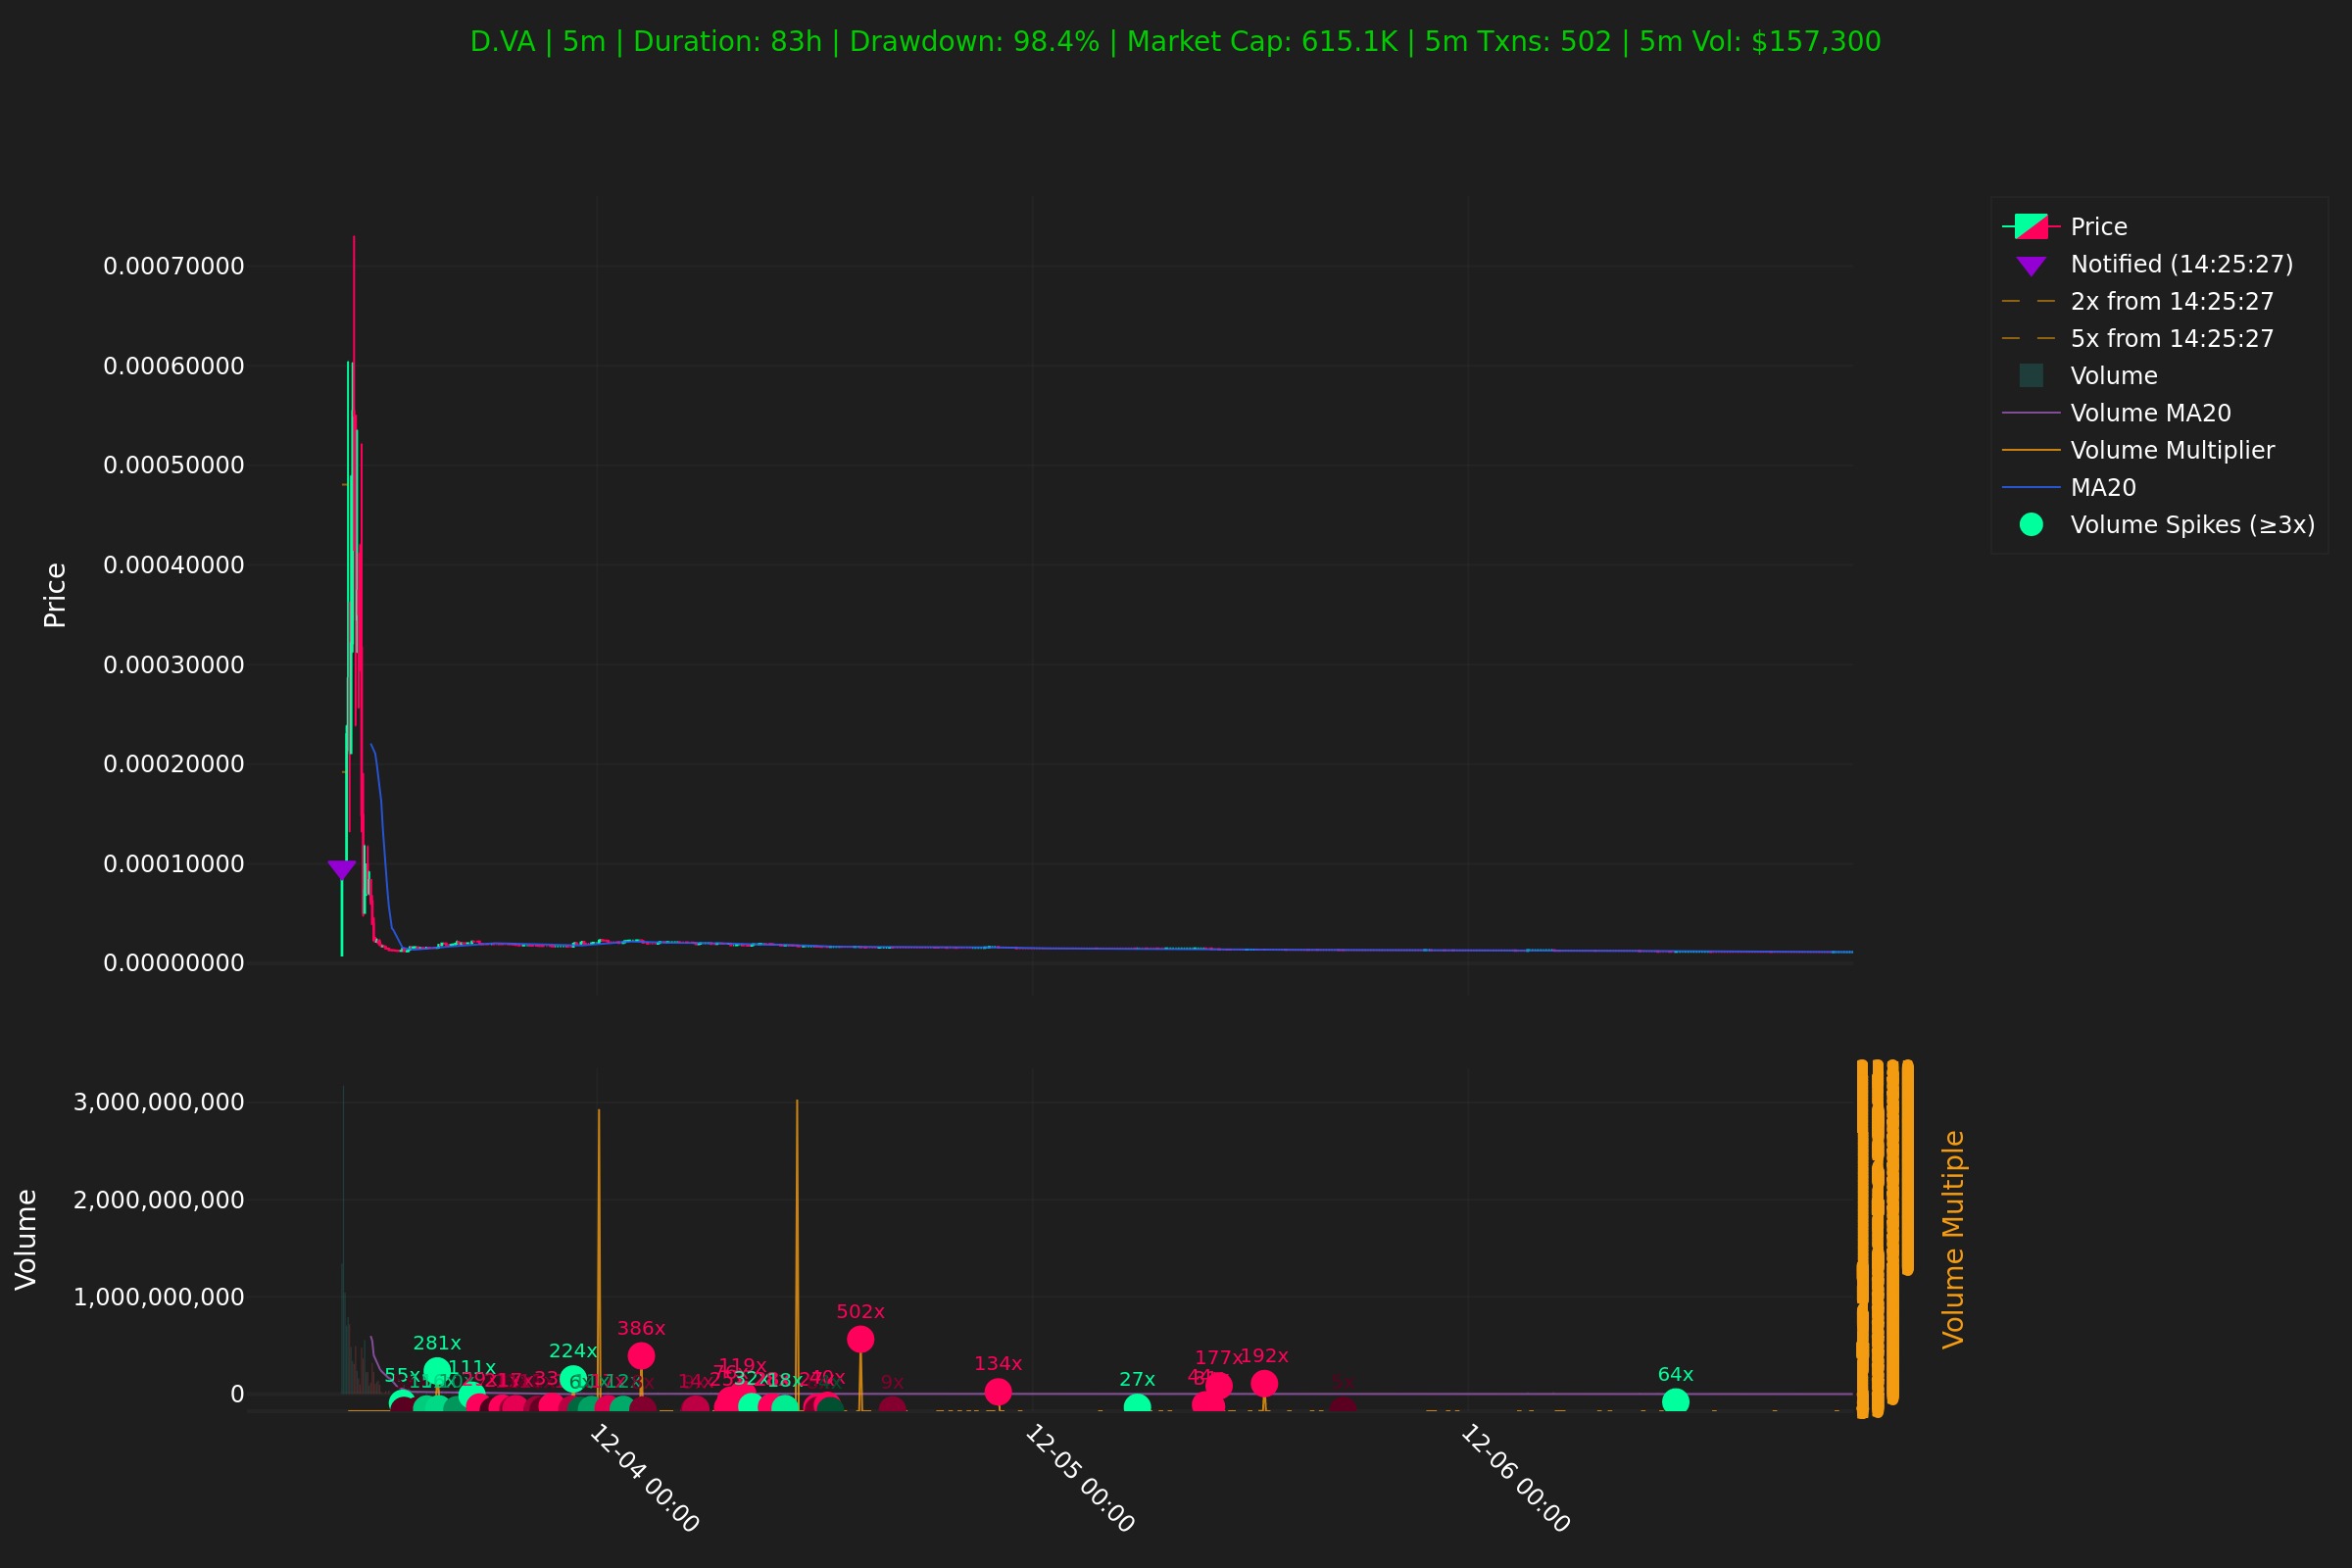 D.VA | 5m | Duration: 83h | Drawdown: 98.4% | Market Cap: 615.1K | 5m Txns: 502 | 5m Vol: $157,300
Price
0.00070000
0.00060000
0.00050000
0.00040000
0.00030000
0.00020000
0.00010000
0.00000000
Price
Notified (14:25:27)
2x from 14:25:27
5x from 14:25:27
Volume
Volume MA20
Volume Multiplier
MA20
Volume Spikes (≥3x)
Volume
3,000,000,000
2,000,000,000
1,000,000,000
0
55x
281x
111x
224x
386x
14x
119x
32x
18x
502x
9x
134x
27x
177x
192x
64x
Volume Multiple
12-04 00:00
12-05 00:00
12-06 00:00